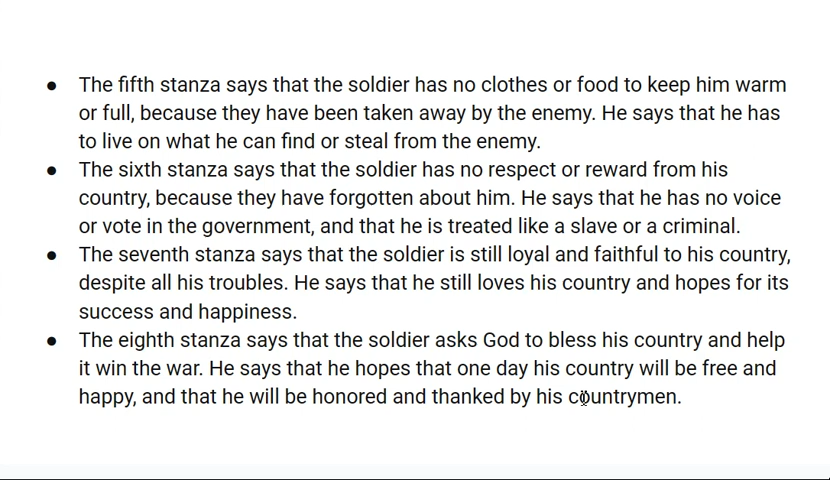 ● The fifth stanza says that the soldier has no clothes or food to keep him warm
or full, because they have been taken away by the enemy. He says that he has
to live on what he can find or steal from the enemy.
● The sixth stanza says that the soldier has no respect or reward from his
country, because they have forgotten about him. He says that he has no voice
or vote in the government, and that he is treated like a slave or a criminal.
● The seventh stanza says that the soldier is still loyal and faithful to his country,
despite all his troubles. He says that he still loves his country and hopes for its
success and happiness.
● The eighth stanza says that the soldier asks God to bless his country and help
it win the war. He says that he hopes that one day his country will be free and
happy, and that he will be honored and thanked by his countrymen.